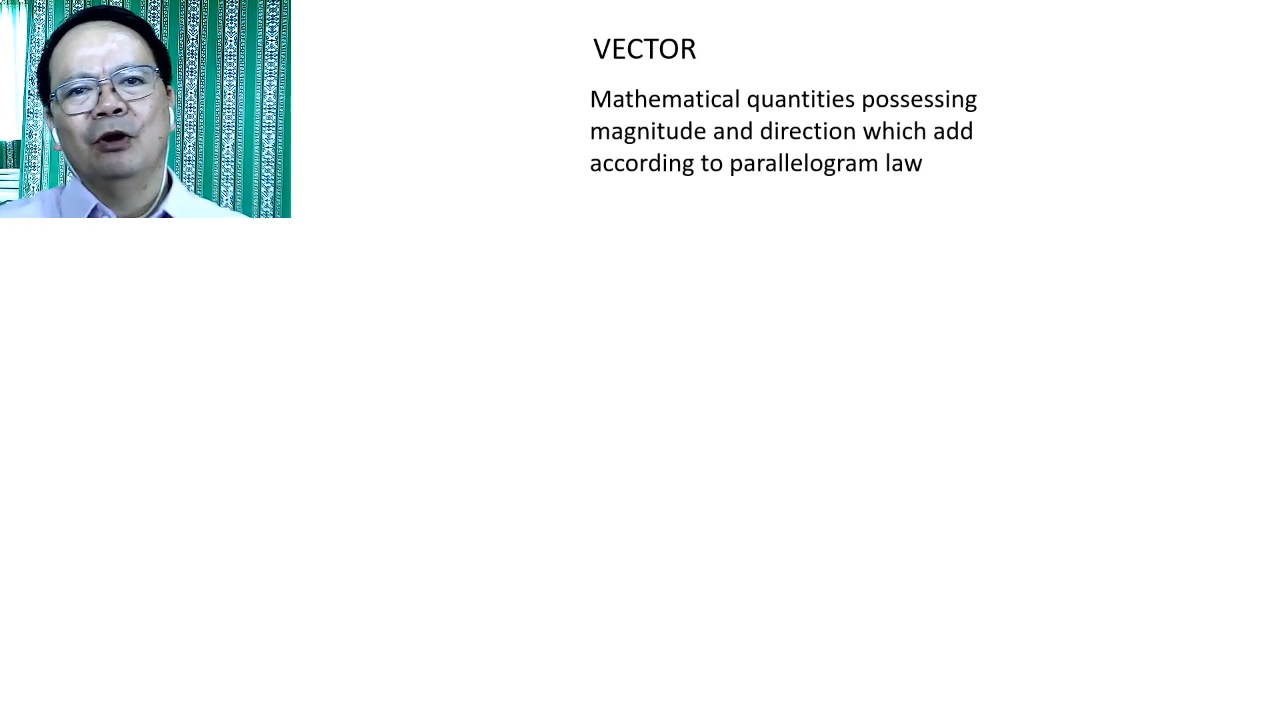 VECTOR
Mathematical quantities possessing
magnitude and direction which add
according to parallelogram law